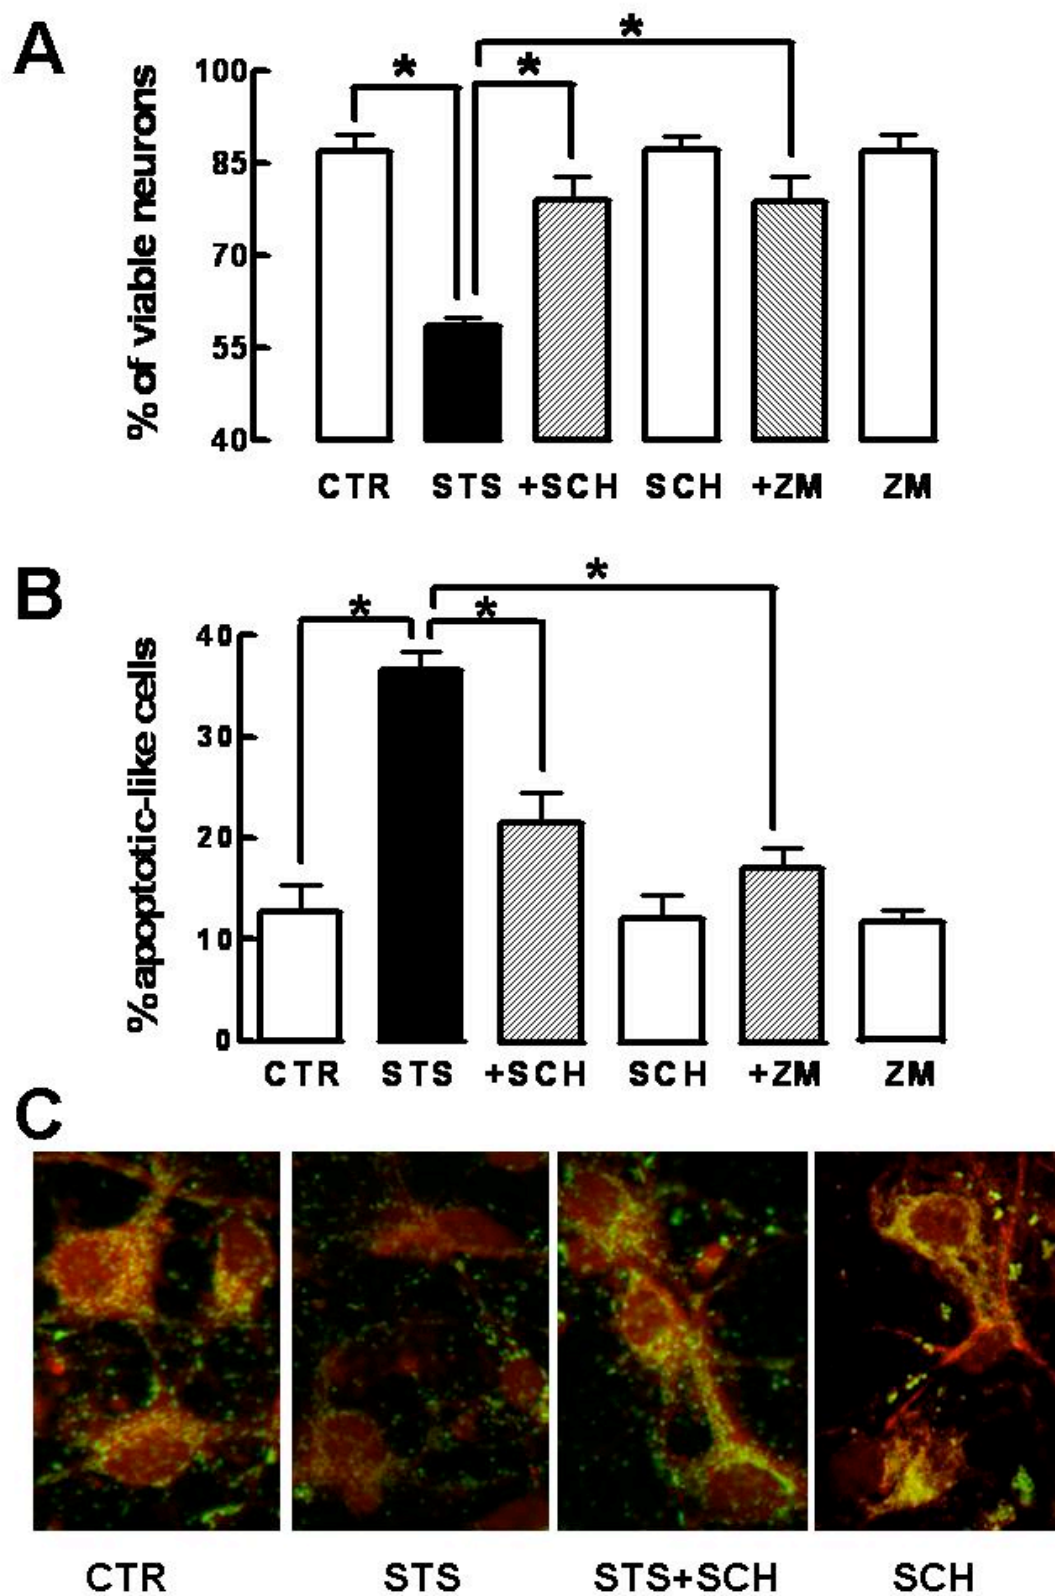 A
% of viable neurons
100
85
70
55
40
* * *
CTR STS +SCH SCH +ZM ZM
B
%apoptotic-like cells
40
30
20
10
0
* * *
CTR STS +SCH SCH +ZM ZM
C
CTR STS STS+SCH SCH